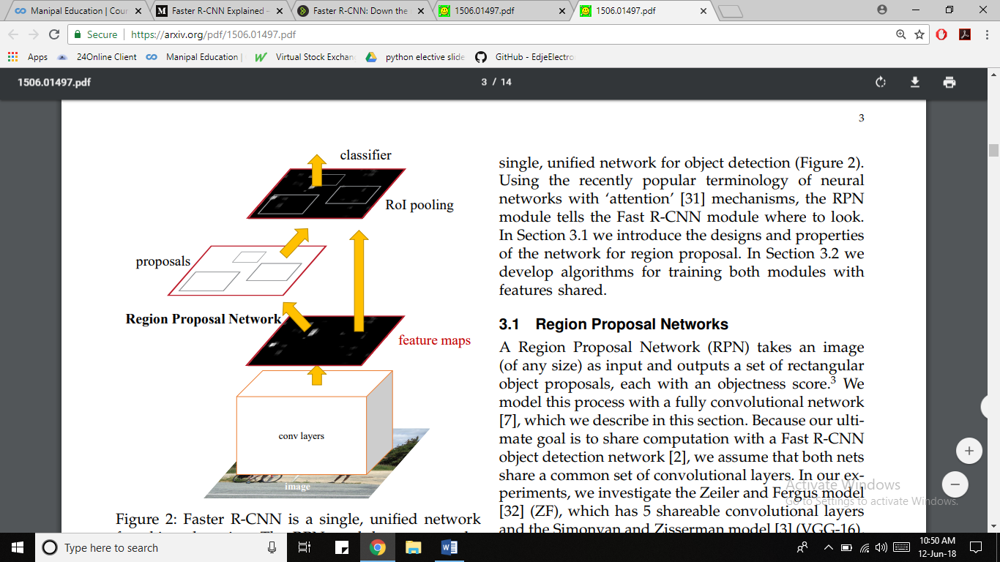 Manipal Education | Cour
Faster R-CNN Explained -
Faster R-CNN: Down the
1506.01497.pdf
1506.01497.pdf
Secure
https://arxiv.org/pdf/1506.01497.pdf
Apps
24Online Client
Manipal Education |
Virtual Stock Exchan
python elective slide
GitHub - EdjeElectro
1506.01497.pdf
3 / 14
3
classifier
RoI pooling
proposals
Region Proposal Network
feature maps
conv layers
image
Figure 2: Faster R-CNN is a single, unified network
single, unified network for object detection (Figure 2).
Using the recently popular terminology of neural
networks with ‘attention’ [31] mechanisms, the RPN
module tells the Fast R-CNN module where to look.
In Section 3.1 we introduce the designs and properties
of the network for region proposal. In Section 3.2 we
develop algorithms for training both modules with
features shared.
3.1 Region Proposal Networks
A Region Proposal Network (RPN) takes an image
(of any size) as input and outputs a set of rectangular
object proposals, each with an objectness score.3 We
model this process with a fully convolutional network
[7], which we describe in this section. Because our ulti-
mate goal is to share computation with a Fast R-CNN
object detection network [2], we assume that both nets
share a common set of convolutional layers. In our ex-
periments, we investigate the Zeiler and Fergus model
[32] (ZF), which has 5 shareable convolutional layers
and the Simonyan and Zisserman model [3] (VGG-16),
Activate Windows
Go to Settings to activate Windows.
Type here to search
10:50 AM
12-Jun-18